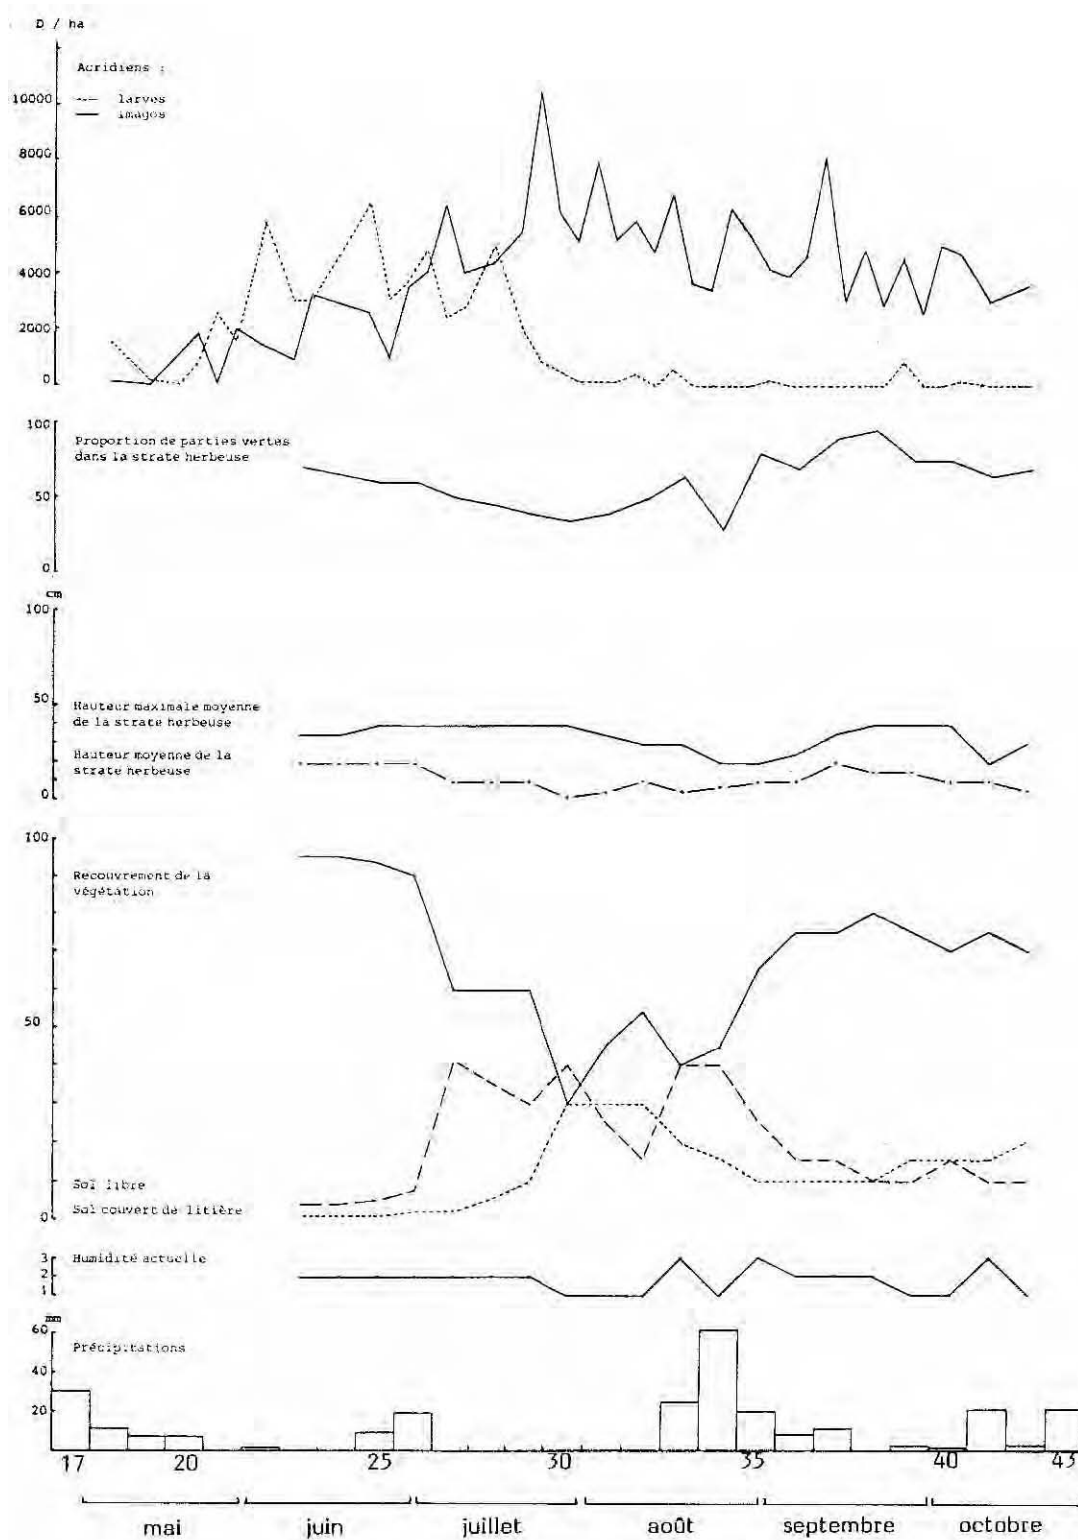 D / ha
Acridiens :
larves
imagos
10000
8000
6000
4000
2000
0
100
Proportion de parties vertes
dans la strate herbeuse
50
0
cm
100
50
Hauteur maximale moyenne
de la strate herbeuse
Hauteur moyenne de la
strate herbeuse
0
100
Recouvrement de la
végétation
50
Sol libre
0
Sol couvert de litière
3
Humidité actuelle
2
1
mm
60
Précipitations
40
20
17 20 25 30 35 40 43
mai juin juillet août septembre octobre